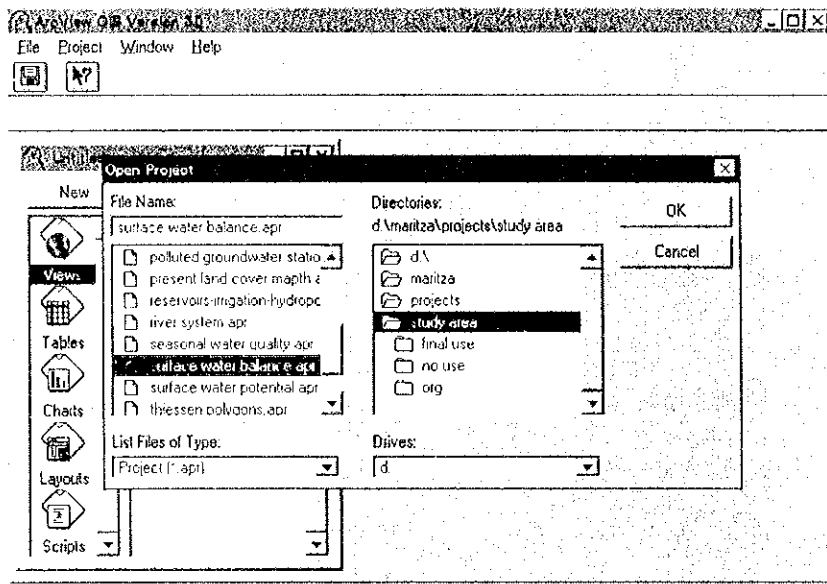 ArcView GIS Version 3.0
File Project Window Help
Open Project
New
Views
Tables
Charts
Layouts
Scripts
File Name:
surface water balance.apr
polluted groundwater statio
present land cover mapth a
reservoirs-irrigation-hydropo
river system.apr
seasonal water quality.apr
surface water balance.apr
surface water potential.apr
thiessen polygons.apr
List Files of Type:
Project (*.apr)
Directories:
d:\maritza\projects\study area
d:\
maritza
projects
study area
final use
no use
org
Drives:
d:
OK
Cancel